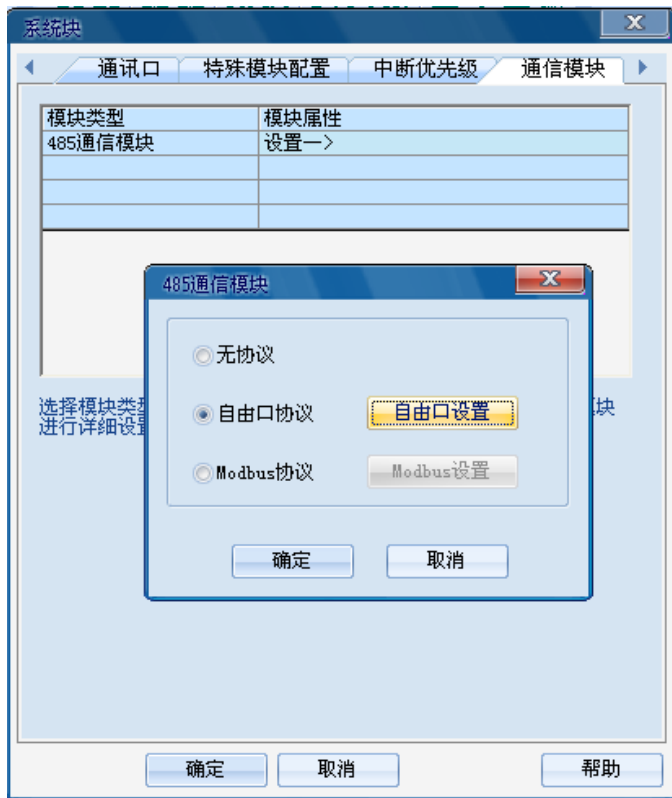 系统块
通讯口 特殊模块配置 中断优先级 通信模块
模块类型 模块属性
485通信模块 设置一>
485通信模块
无协议
自由口协议 自由口设置
Modbus协议 Modbus设置
确定 取消
选择模块类 块
进行详细设
确定 取消 帮助